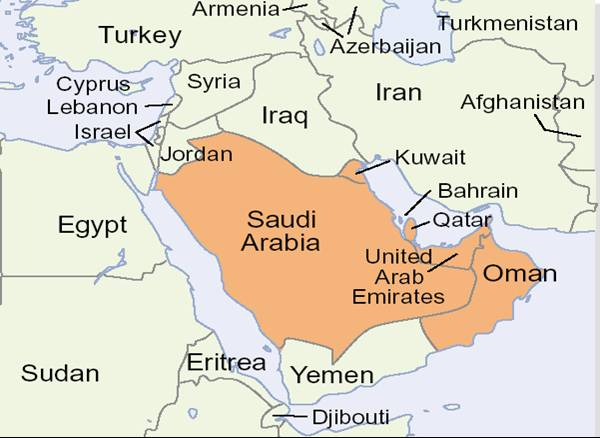 Armenia
Turkmenistan
Turkey
Azerbaijan
Cyprus
Syria
Iran
Lebanon
Afghanistan
Iraq
Israel
Jordan
Kuwait
Bahrain
Saudi
Arabia
Qatar
Egypt
United
Arab
Emirates
Oman
Eritrea
Sudan
Yemen
Djibouti